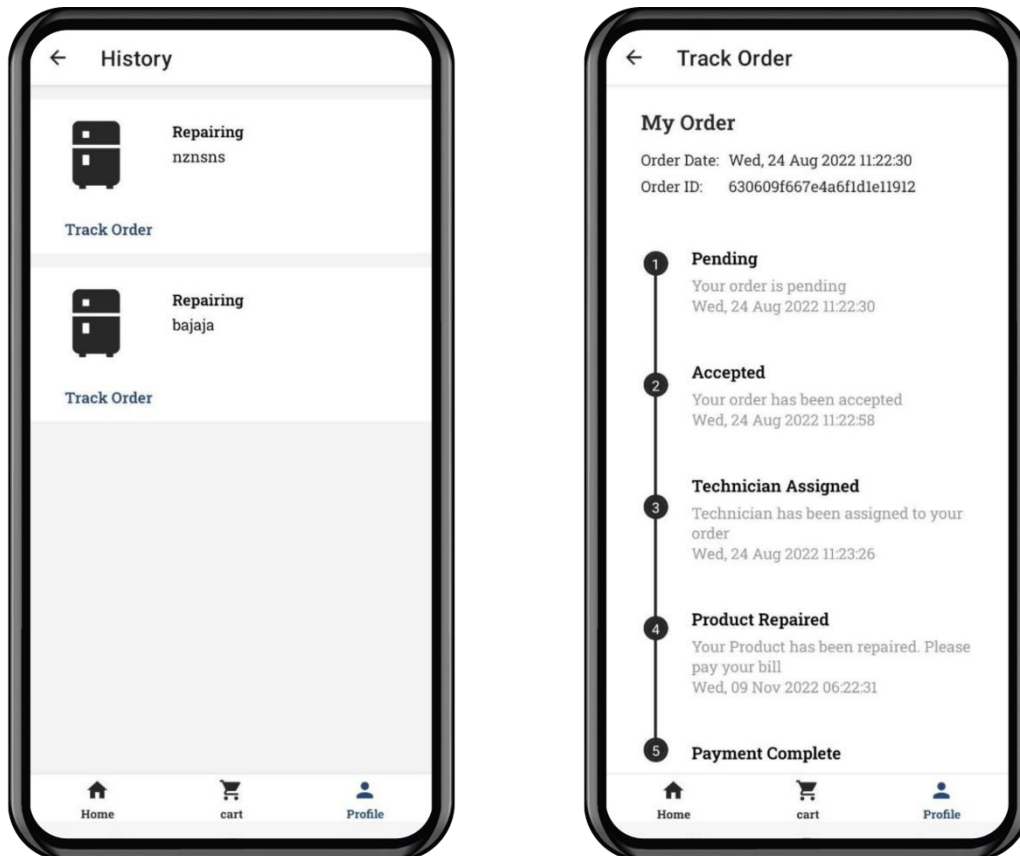 History
Repairing
nznsns
Track Order
Repairing
bajaja
Track Order
Home
cart
Profile
Track Order
My Order
Order Date: Wed, 24 Aug 2022 11:22:30
Order ID: 630609f667e4a6f1d1e11912
1
Pending
Your order is pending
Wed, 24 Aug 2022 11:22:30
2
Accepted
Your order has been accepted
Wed, 24 Aug 2022 11:22:58
3
Technician Assigned
Technician has been assigned to your
order
Wed, 24 Aug 2022 11:23:26
4
Product Repaired
Your Product has been repaired. Please
pay your bill
Wed, 09 Nov 2022 06:22:31
5
Payment Complete
Home
cart
Profile